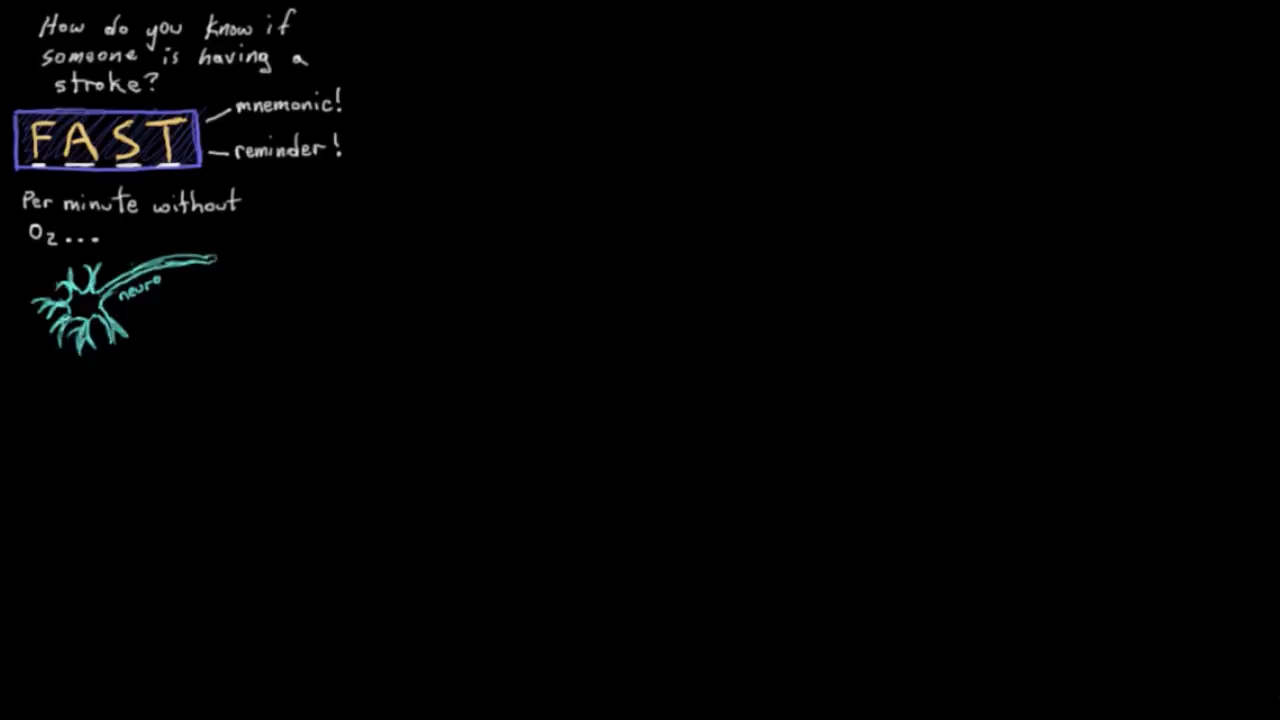 How do you know if
someone is having a
stroke?
mnemonic!
FAST
reminder!
Per minute without
O₂...
neuro